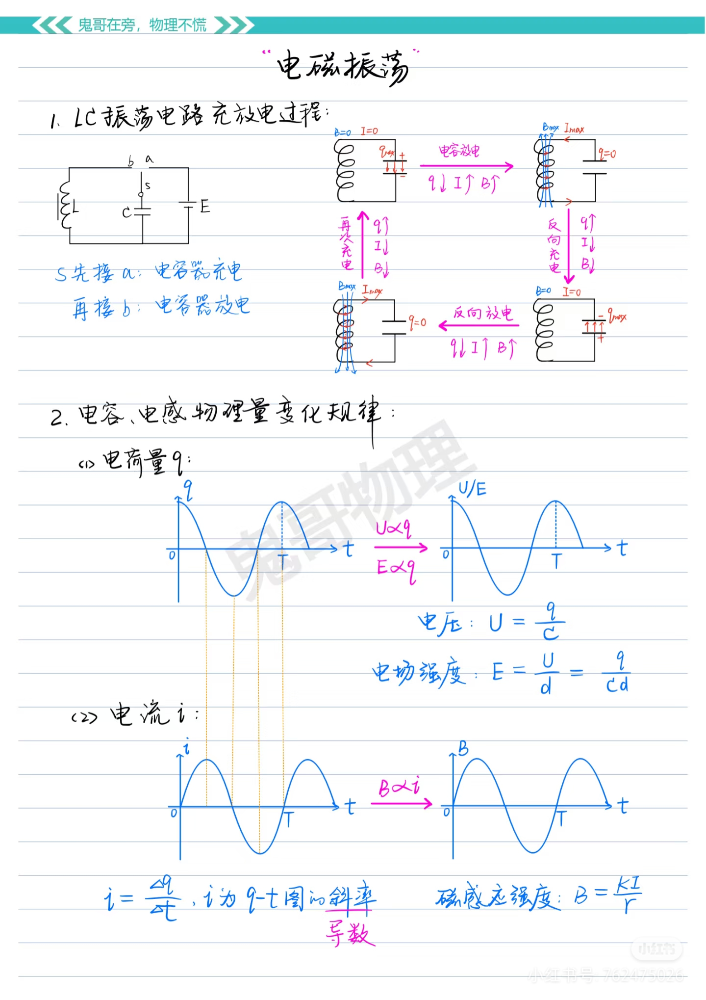 鬼哥在旁，物理不慌
“电磁振荡”
1. LC振荡电路充放电过程:
b a
S
L
C
E
S先接a: 电容器充电
再接b: 电容器放电
B=0 I=0
qmax + -
电容放电
q↓ I↑ B↑
Bmax Imax
q=0
反向充电
q↑
I↓
B↓
B=0 I=0
- qmax +
反向放电
q↓ I↑ B↑
Bmax Imax
q=0
再次充电
q↑
I↓
B↓
2. 电容、电感物理量变化规律:
(1) 电荷量q:
q
0 T t
U∝q
E∝q
U/E
0 T t
电压: U = q/C
电场强度: E = U/d = q/Cd
(2) 电流i:
i
0 T t
B∝i
B
0 T t
i = Δq/Δt , i为q-t图的斜率
导数
磁感应强度: B = KI/r
鬼哥物理
小红书
小红书号: 762475026